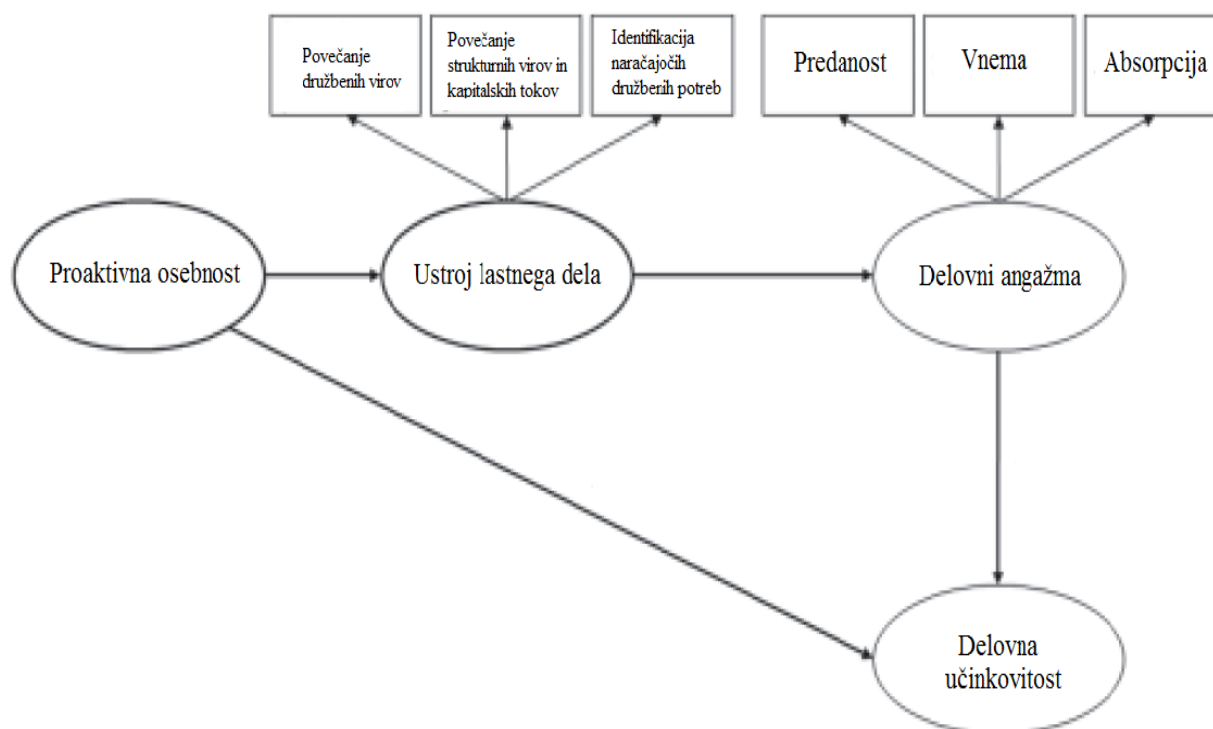 Povečanje
družbenih virov
Povečanje
strukturnih virov in
kapitalskih tokov
Identifikacija
naračajočih
družbenih potreb
Predanost
Vnema
Absorpcija
Proaktivna osebnost
Ustroj lastnega dela
Delovni angažma
Delovna
učinkovitost